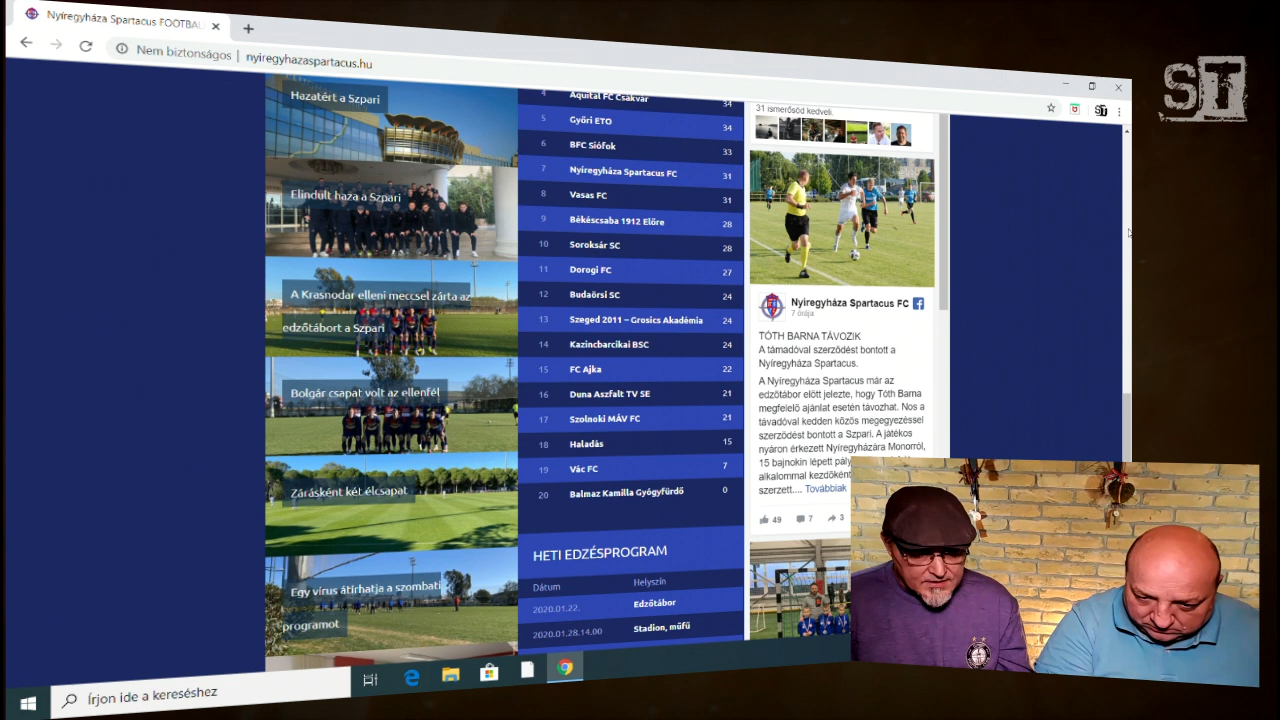 Nyíregyháza Spartacus FOOTBAL
Nem biztonságos | nyiregyhazaspartacus.hu
ST
Hazatért a Szpari
Elindult haza a Szpari
A Krasnodar elleni meccsel zárta az
edzőtábort a Szpari
Bolgár csapat volt az ellenfél
Zárásként két élcsapat
Egy vírus átírhatja a szombati
programot
4 Aqvital FC Csákvár 34
5 Győri ETO 34
6 BFC Siófok 33
7 Nyíregyháza Spartacus FC 31
8 Vasas FC 31
9 Békéscsaba 1912 Előre 28
10 Soroksár SC 28
11 Dorogi FC 27
12 Budaörsi SC 24
13 Szeged 2011 – Grosics Akadémia 24
14 Kazincbarcikai BSC 24
15 FC Ajka 22
16 Duna Aszfalt TV SE 21
17 Szolnoki MÁV FC 21
18 Haladás 15
19 Vác FC 7
20 Balmaz Kamilla Gyógyfürdő 0
HETI EDZÉSPROGRAM
Dátum Helyszín
2020.01.22. Edzőtábor
2020.01.28.14.00 Stadion, műfű
31 ismerősöd kedveli.
Nyíregyháza Spartacus FC
7 órája
TÓTH BARNA TÁVOZIK
A támadóval szerződést bontott a
Nyíregyháza Spartacus.
A Nyíregyháza Spartacus már az
edzőtábor előtt jelezte, hogy Tóth Barna
megfelelő ajánlat esetén távozhat. Nos a
távadóval kedden közös megegyezéssel
szerződést bontott a Szpari. A játékos
nyáron érkezett Nyíregyházára Monorról,
15 bajnokin lépett pály
alkalommal kezdőként
szerzett.... Továbbiak
49 7 3
Írjon ide a kereséshez